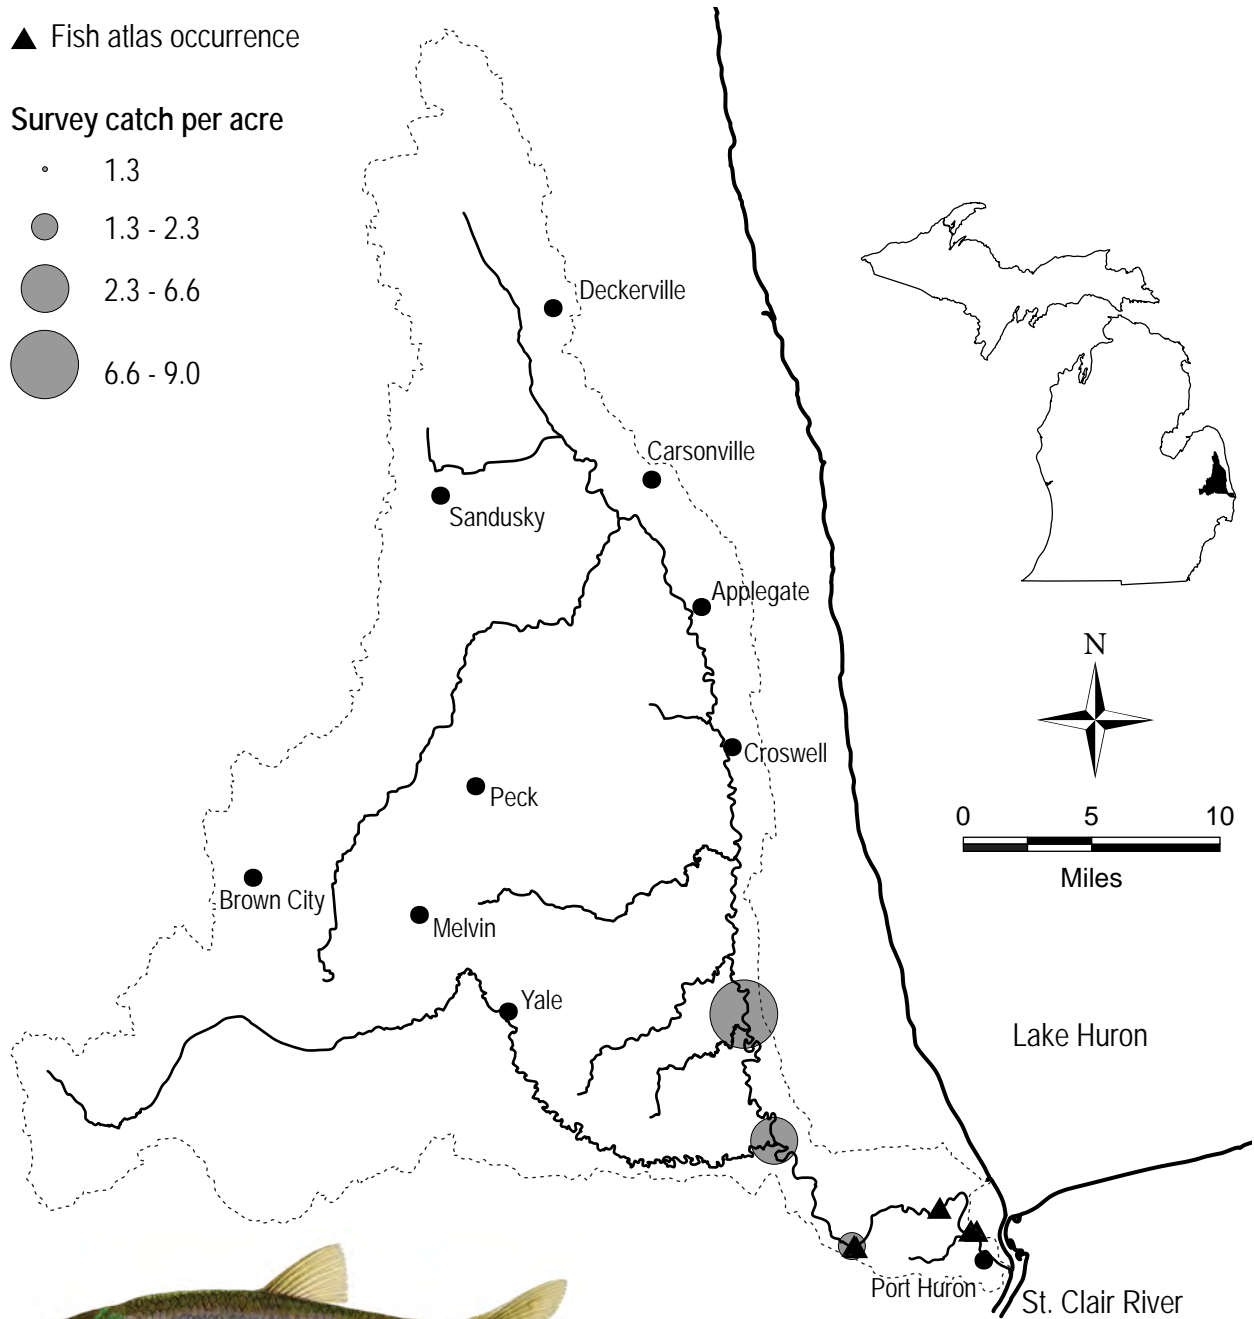 Fish atlas occurrence
Survey catch per acre
1.3
1.3 - 2.3
2.3 - 6.6
6.6 - 9.0
Deckerville
Carsonville
Sandusky
Applegate
N
Croswell
Peck
0 5 10
Miles
Brown City
Melvin
Yale
Lake Huron
Port Huron
St. Clair River